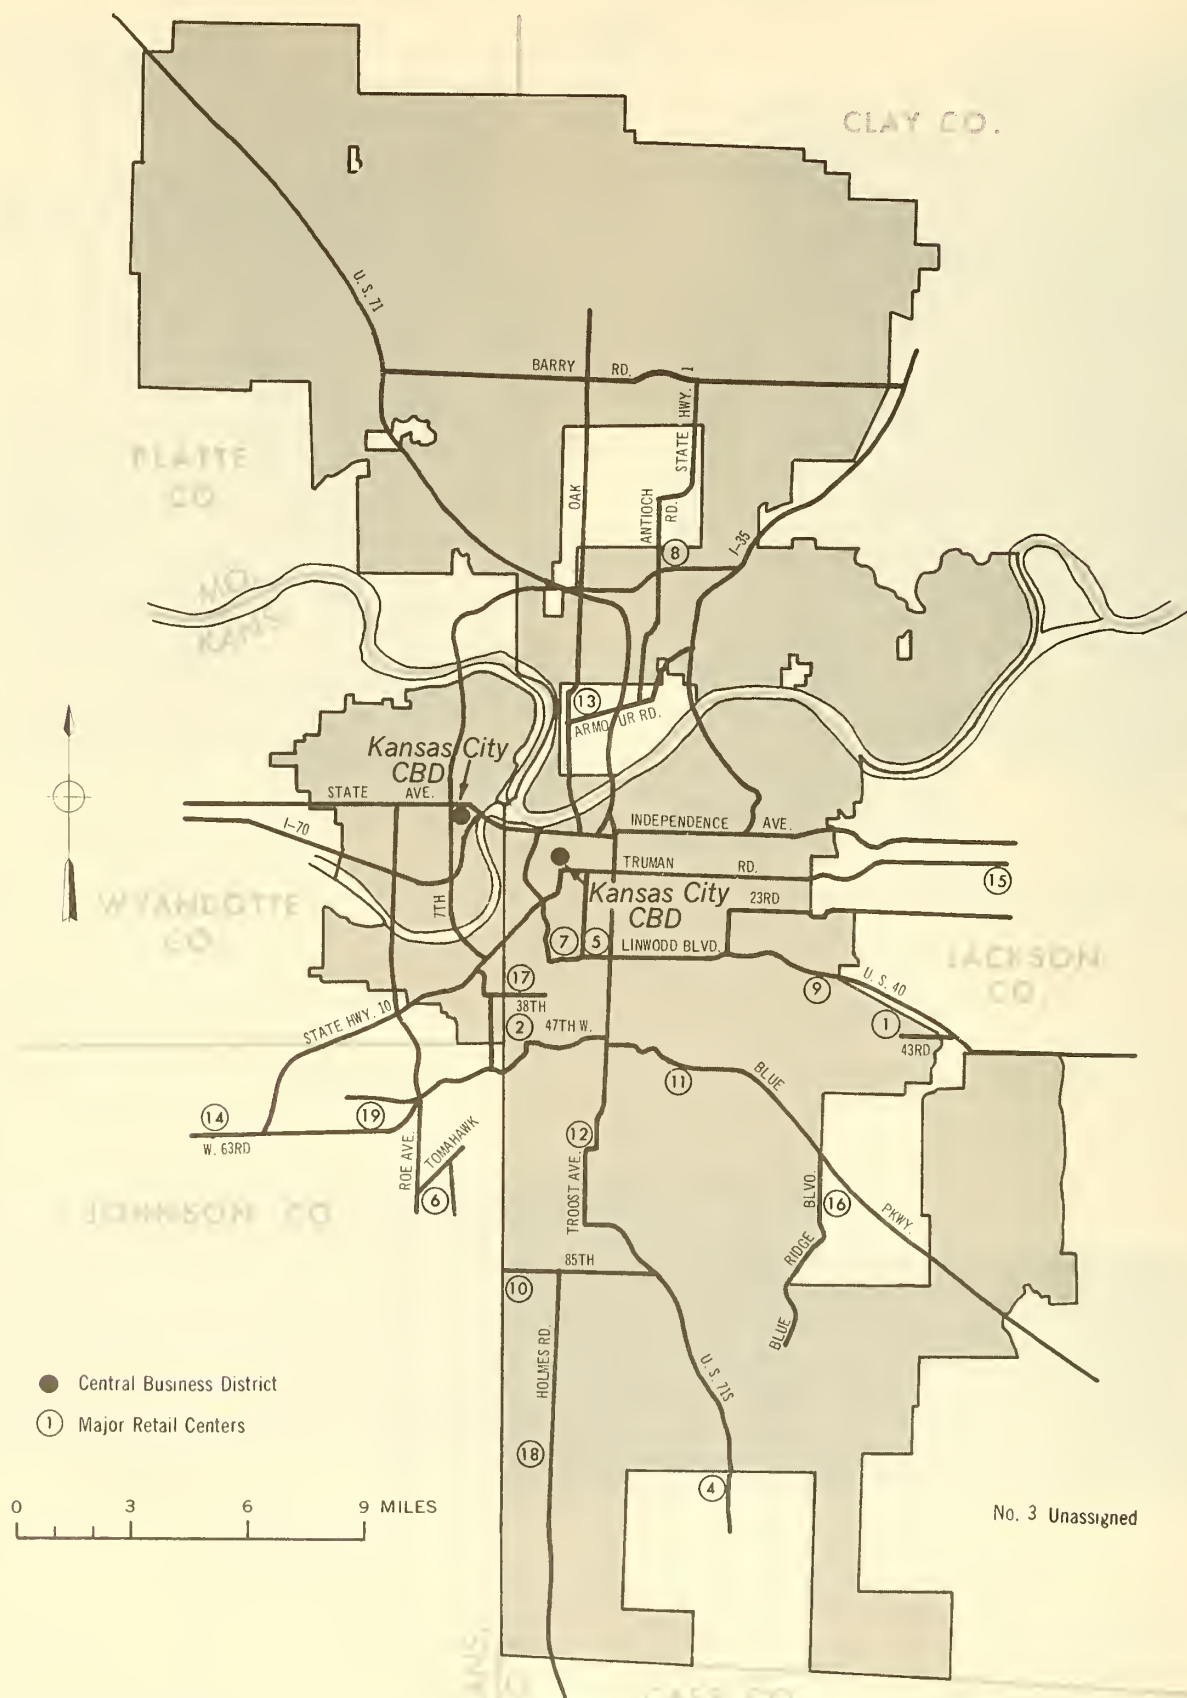 CLAY CO.
U.S. 71
BARRY RD.
STATE HWY. 1
PLATTE
CO.
OAK
ANTIOCH
RD.
8
I-35
MO.
KANS.
13
ARMOUR RD.
Kansas City
CBD
STATE AVE.
I-70
INDEPENDENCE AVE.
TRUMAN RD.
15
Kansas City
CBD
23RD
7TH
WYANDOTTE
CO.
7
5
LINWOOD BLVD.
JACKSON
CO.
17
38TH
9
U.S. 40
STATE HWY. 10
2
47TH W.
1
43RD
11
BLUE
PKWY.
14
19
W. 63RD
12
ROE AVE.
TOMAHAWK
6
TROOST AVE.
BLUE RIDGE BLVD.
16
JOHNSON CO
85TH
10
HOLMES RD.
U.S. 71S
18
4
Central Business District
1 Major Retail Centers
0 3 6 9 MILES
No. 3 Unassigned
CASS CO